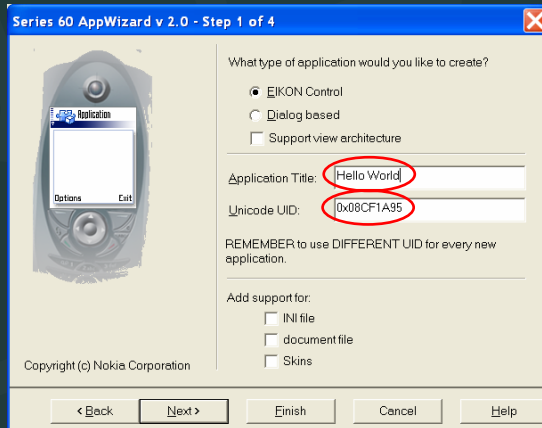 Series 60 AppWizard v 2.0 - Step 1 of 4
What type of application would you like to create?
EIKON Control
Dialog based
Support view architecture
Application
Options Exit
Application Title: Hello World
Unicode UID: 0x08CF1A95
REMEMBER to use DIFFERENT UID for every new
application.
Add support for:
INI file
document file
Skins
Copyright (c) Nokia Corporation
< Back Next > Finish Cancel Help